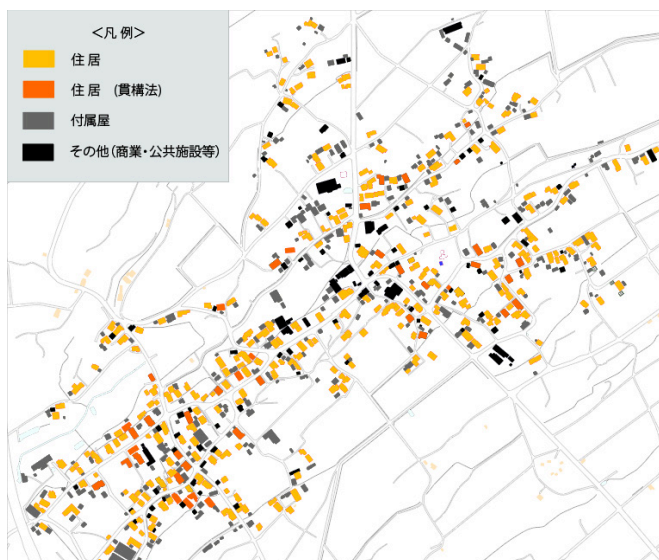 ＜凡 例＞
住 居
住 居 (貫構法)
付属屋
その他(商業・公共施設等)